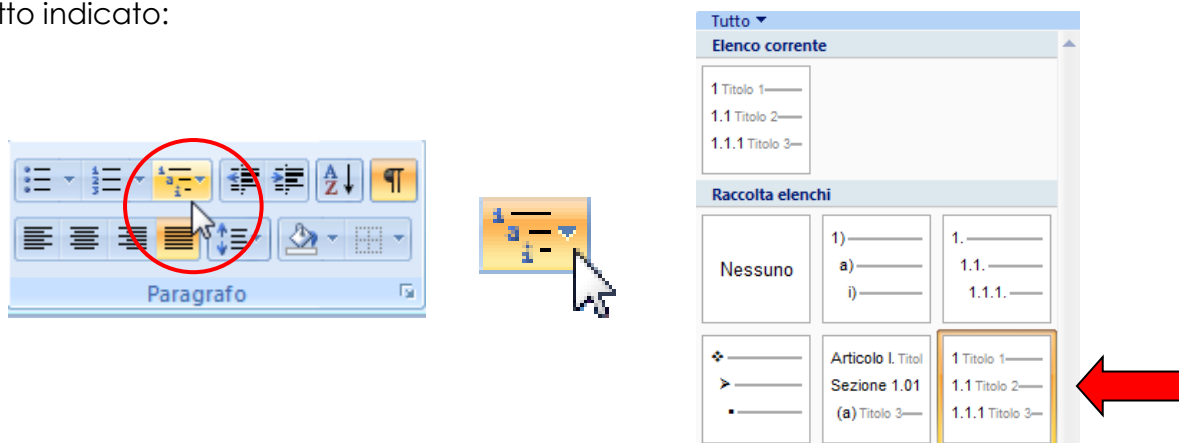 tto indicato:
Tutto
Elenco corrente
1 Titolo 1
1.1 Titolo 2
1.1.1 Titolo 3
Raccolta elenchi
Nessuno
1)
a)
i)
1.
1.1.
1.1.1.
Articolo I. Titol
Sezione 1.01
(a) Titolo 3
1 Titolo 1
1.1 Titolo 2
1.1.1 Titolo 3
Paragrafo